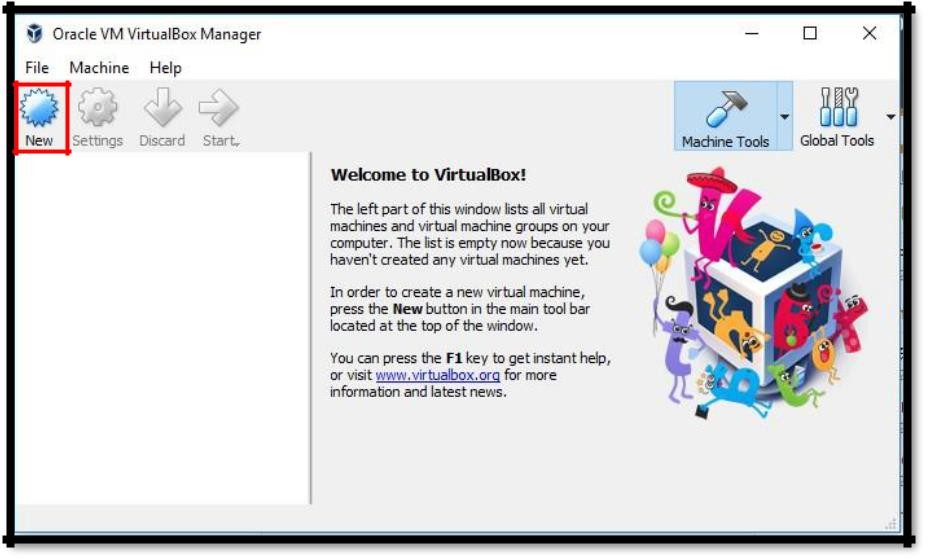 Oracle VM VirtualBox Manager
File Machine Help
New Settings Discard Start
Machine Tools Global Tools
Welcome to VirtualBox!
The left part of this window lists all virtual
machines and virtual machine groups on your
computer. The list is empty now because you
haven't created any virtual machines yet.
In order to create a new virtual machine,
press the New button in the main tool bar
located at the top of the window.
You can press the F1 key to get instant help,
or visit www.virtualbox.org for more
information and latest news.